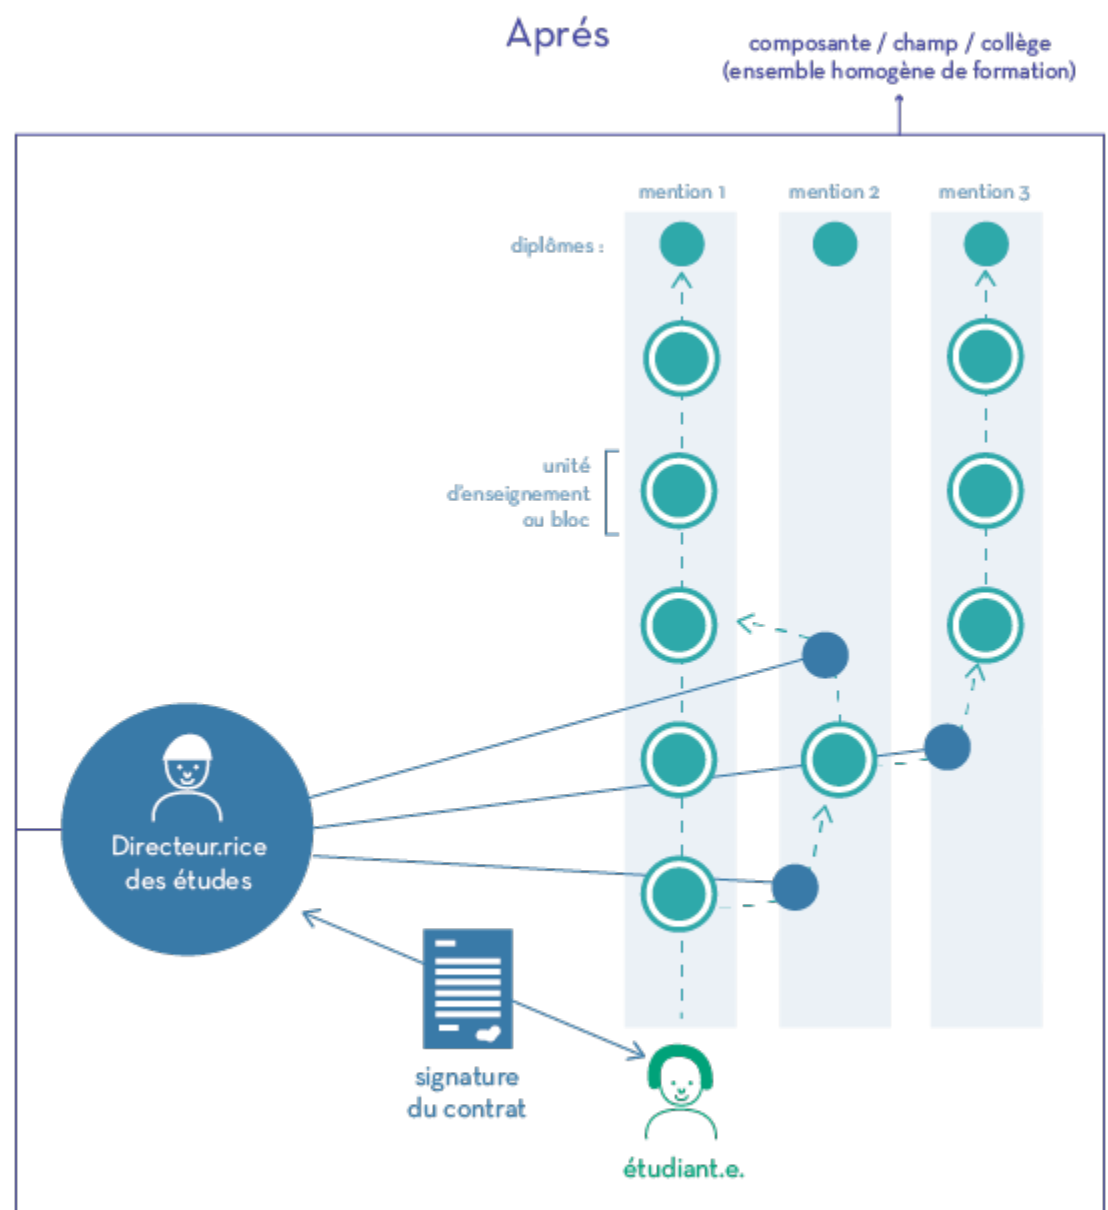 Aprés
composante / champ / collège
(ensemble homogène de formation)
mention 1
mention 2
mention 3
diplômes :
unité
d'enseignement
ou bloc
Directeur.rice
des études
signature
du contrat
étudiant.e.